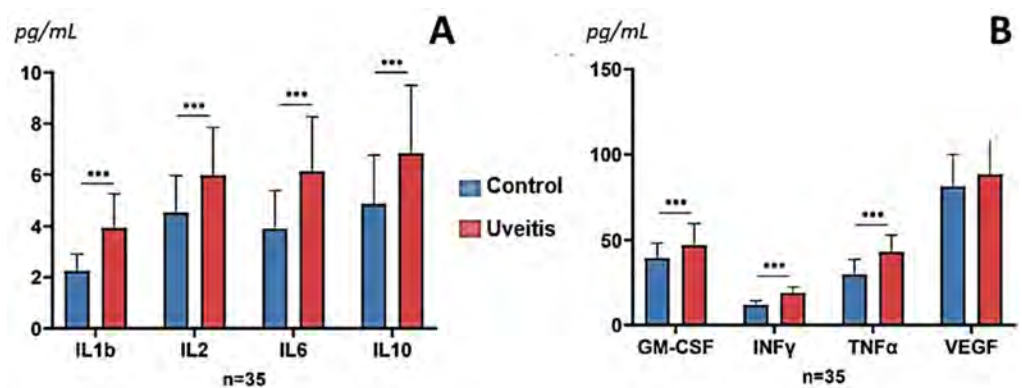 pg/mL
A
10
8
6
4
2
0
***
***
***
***
IL1b IL2 IL6 IL10
n=35
Control
Uveitis
pg/mL
B
150
100
50
0
***
***
***
GM-CSF INFγ TNFα VEGF
n=35